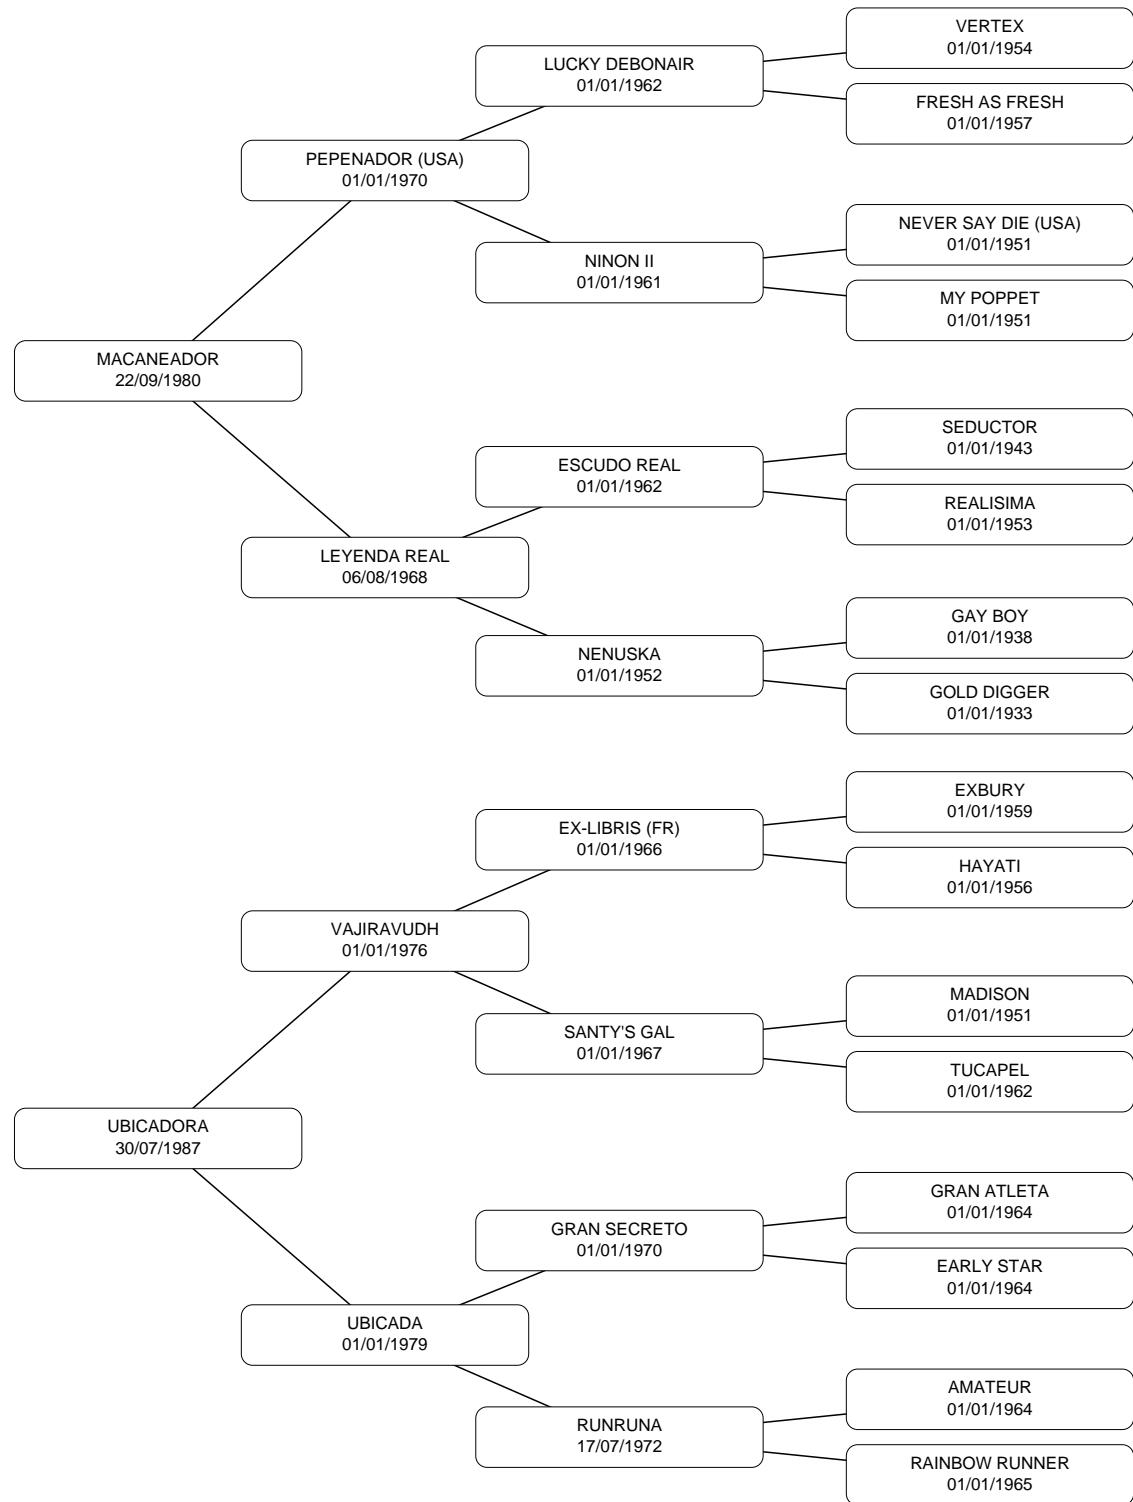 VERTEX
01/01/1954
LUCKY DEBONAIR
01/01/1962
FRESH AS FRESH
01/01/1957
PEPENADOR (USA)
01/01/1970
NEVER SAY DIE (USA)
01/01/1951
NINON II
01/01/1961
MY POPPET
01/01/1951
MACANEADOR
22/09/1980
SEDUCTOR
01/01/1943
ESCUDO REAL
01/01/1962
REALISIMA
01/01/1953
LEYENDA REAL
06/08/1968
GAY BOY
01/01/1938
NENUSKA
01/01/1952
GOLD DIGGER
01/01/1933
EXBURY
01/01/1959
EX-LIBRIS (FR)
01/01/1966
HAYATI
01/01/1956
VAJIRAVUDH
01/01/1976
MADISON
01/01/1951
SANTY'S GAL
01/01/1967
TUCAPEL
01/01/1962
UBICADORA
30/07/1987
GRAN ATLETA
01/01/1964
GRAN SECRETO
01/01/1970
EARLY STAR
01/01/1964
UBICADA
01/01/1979
AMATEUR
01/01/1964
RUNRUNA
17/07/1972
RAINBOW RUNNER
01/01/1965